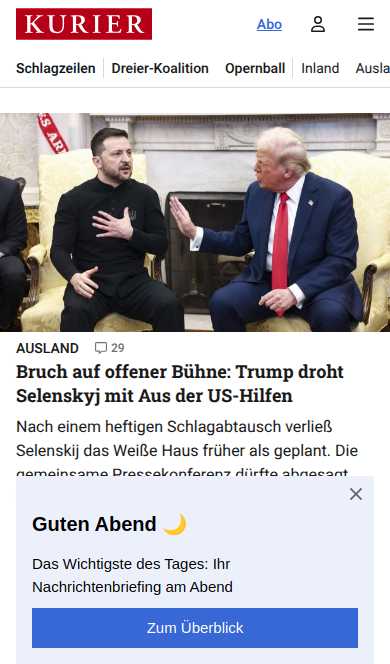 KURIER
Abo
Schlagzeilen Dreier-Koalition Opernball Inland Ausla
AUSLAND 29
Bruch auf offener Bühne: Trump droht
Selenskyj mit Aus der US-Hilfen
Nach einem heftigen Schlagabtausch verließ
Selenskij das Weiße Haus früher als geplant. Die
gemeinsame Pressekonferenz dürfte abgesagt
Guten Abend 🌙
Das Wichtigste des Tages: Ihr
Nachrichtenbriefing am Abend
Zum Überblick